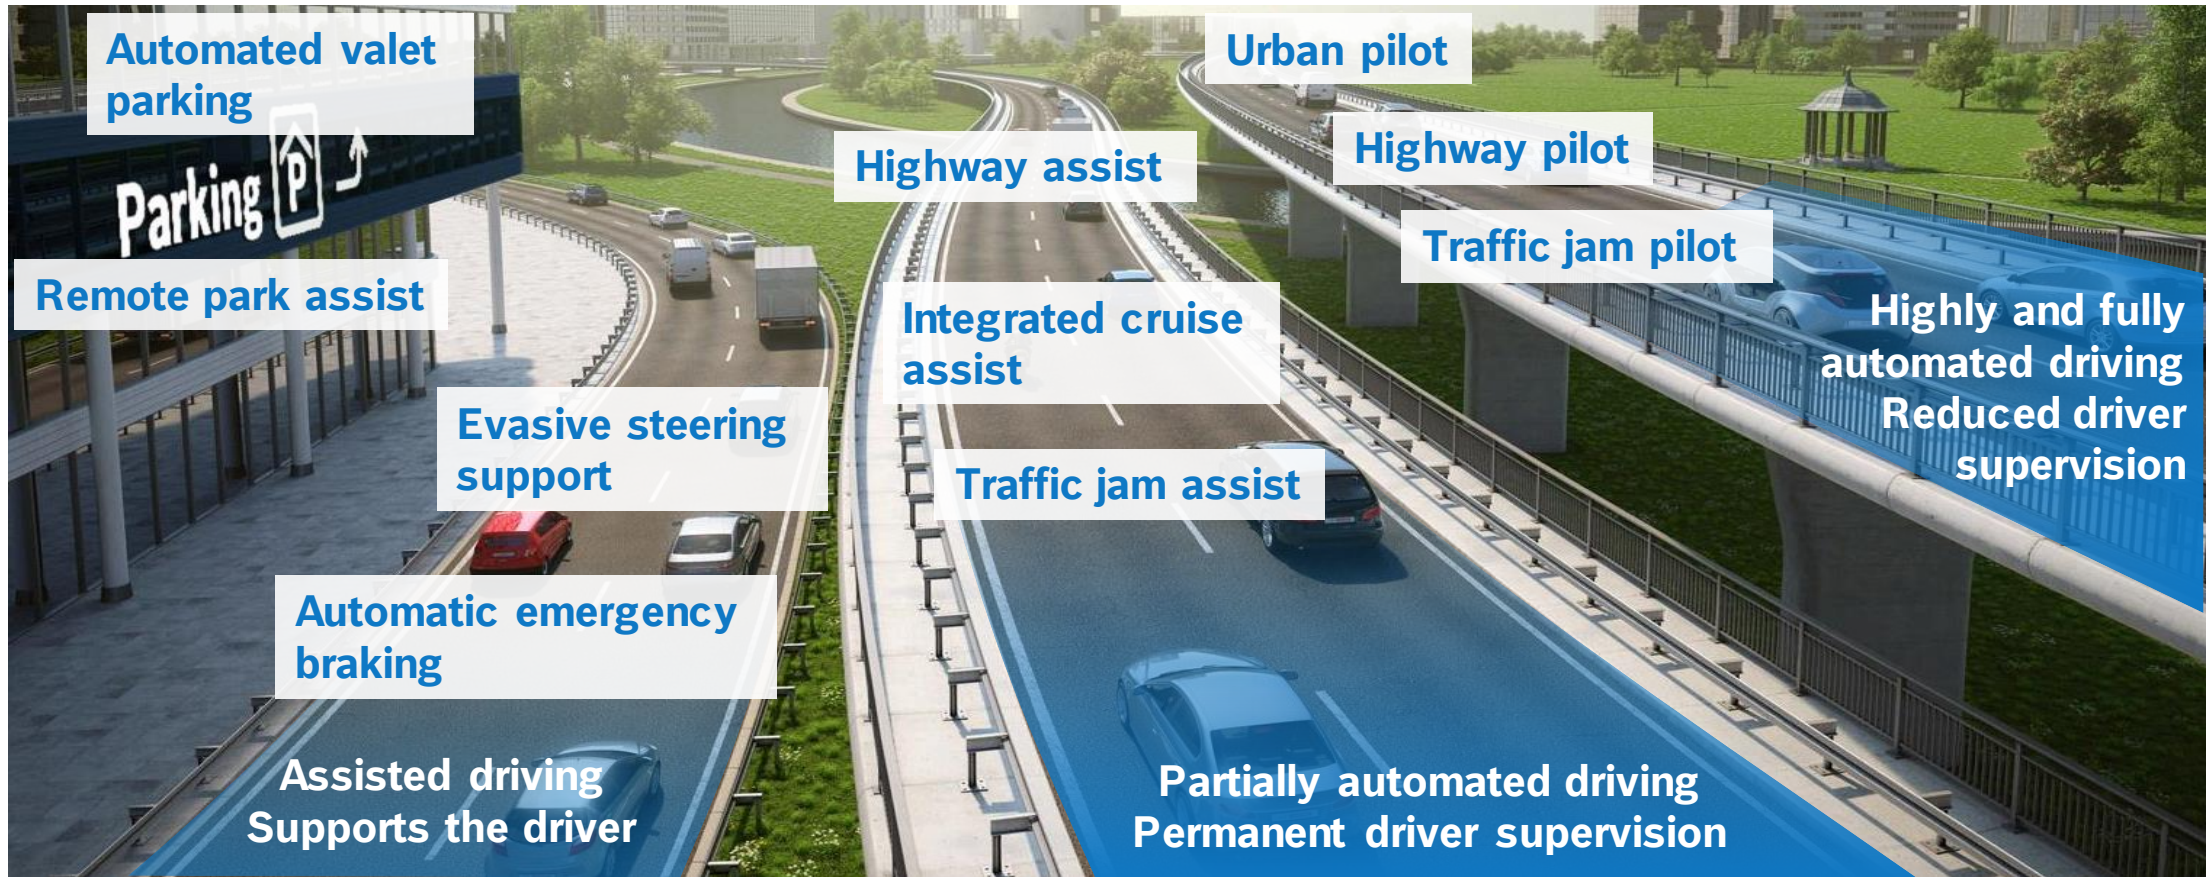 Automated valet
parking
Parking P
Remote park assist
Evasive steering
support
Automatic emergency
braking
Assisted driving
Supports the driver
Highway assist
Integrated cruise
assist
Traffic jam assist
Partially automated driving
Permanent driver supervision
Urban pilot
Highway pilot
Traffic jam pilot
Highly and fully
automated driving
Reduced driver
supervision